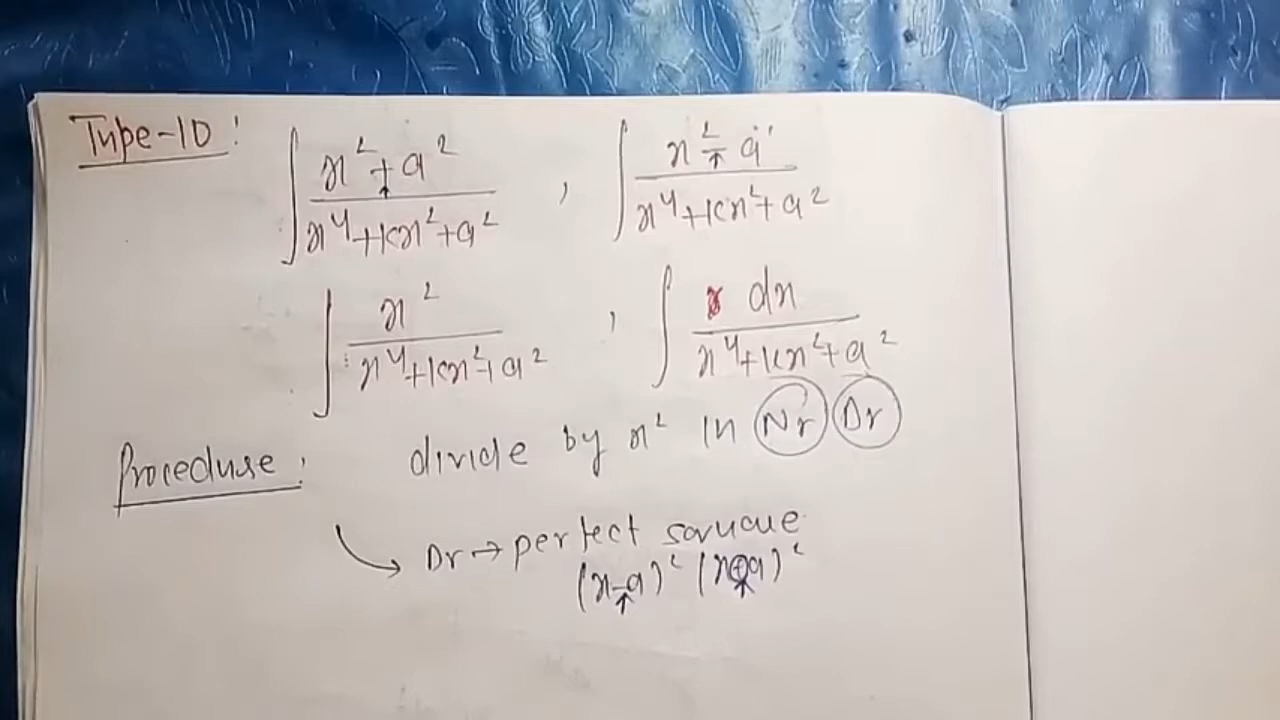 Type-10: ∫ x²+a² / x⁴+kx²+a² , ∫ x²-a² / x⁴+kx²+a²
∫ x² / x⁴+kx²+a² , ∫ dx / x⁴+kx²+a²
Procedure: divide by x² in Nr Dr
Dr→perfect square
(x-a)² (x+a)²